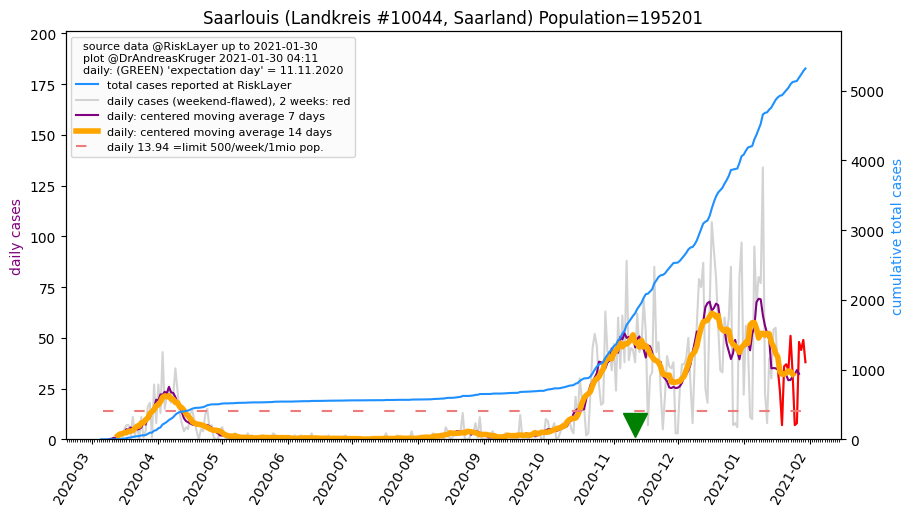 Saarlouis (Landkreis #10044, Saarland) Population=195201
source data @RiskLayer up to 2021-01-30
plot @DrAndreasKruger 2021-01-30 04:11
daily: (GREEN) 'expectation day' = 11.11.2020
total cases reported at RiskLayer
daily cases (weekend-flawed), 2 weeks: red
daily: centered moving average 7 days
daily: centered moving average 14 days
daily 13.94 =limit 500/week/1mio pop.
daily cases
200
175
150
125
100
75
50
25
0
cumulative total cases
5000
4000
3000
2000
1000
0
2020-03
2020-04
2020-05
2020-06
2020-07
2020-08
2020-09
2020-10
2020-11
2020-12
2021-01
2021-02